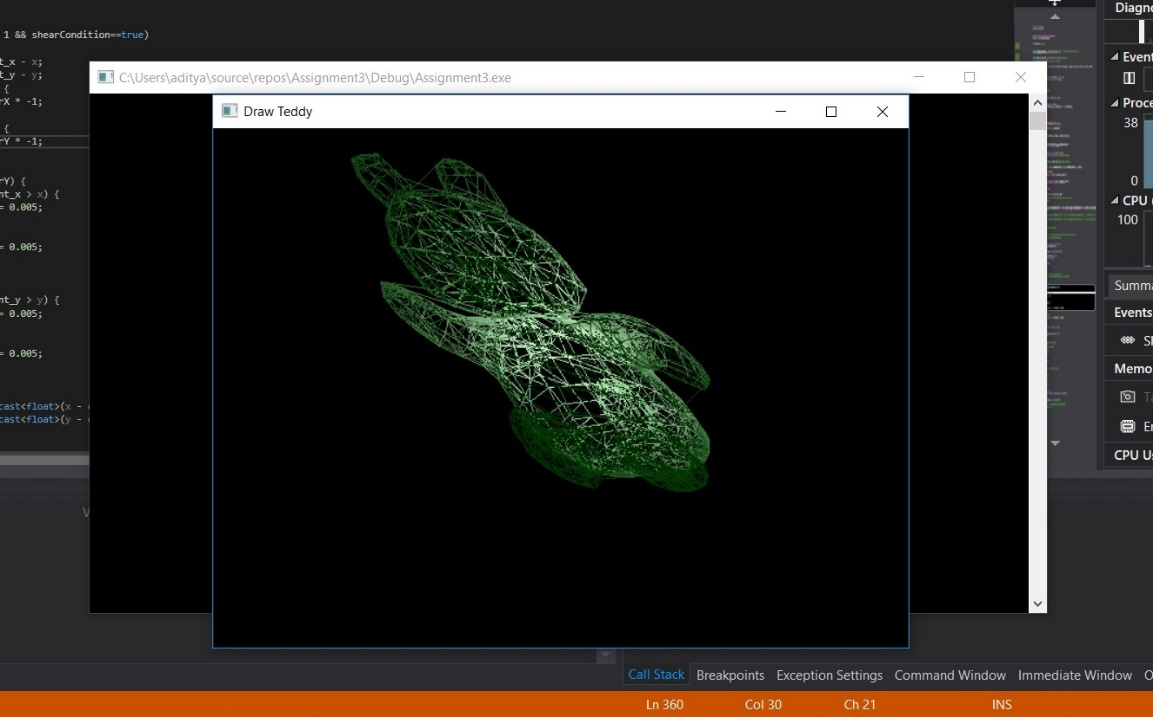 1 && shearCondition==true)
t_x - x;
t_y - y;
{
rX * -1;
{
rY * -1;
rY) {
nt_x > x) {
= 0.005;
= 0.005;
nt_y > y) {
= 0.005;
= 0.005;
cast<float>(x -
cast<float>(y -
C:\Users\aditya\source\repos\Assignment3\Debug\Assignment3.exe
Draw Teddy
Diagno
Event
Proce
38
0
CPU
100
Summa
Events
Memo
CPU Us
Call Stack Breakpoints Exception Settings Command Window Immediate Window O
Ln 360 Col 30 Ch 21 INS